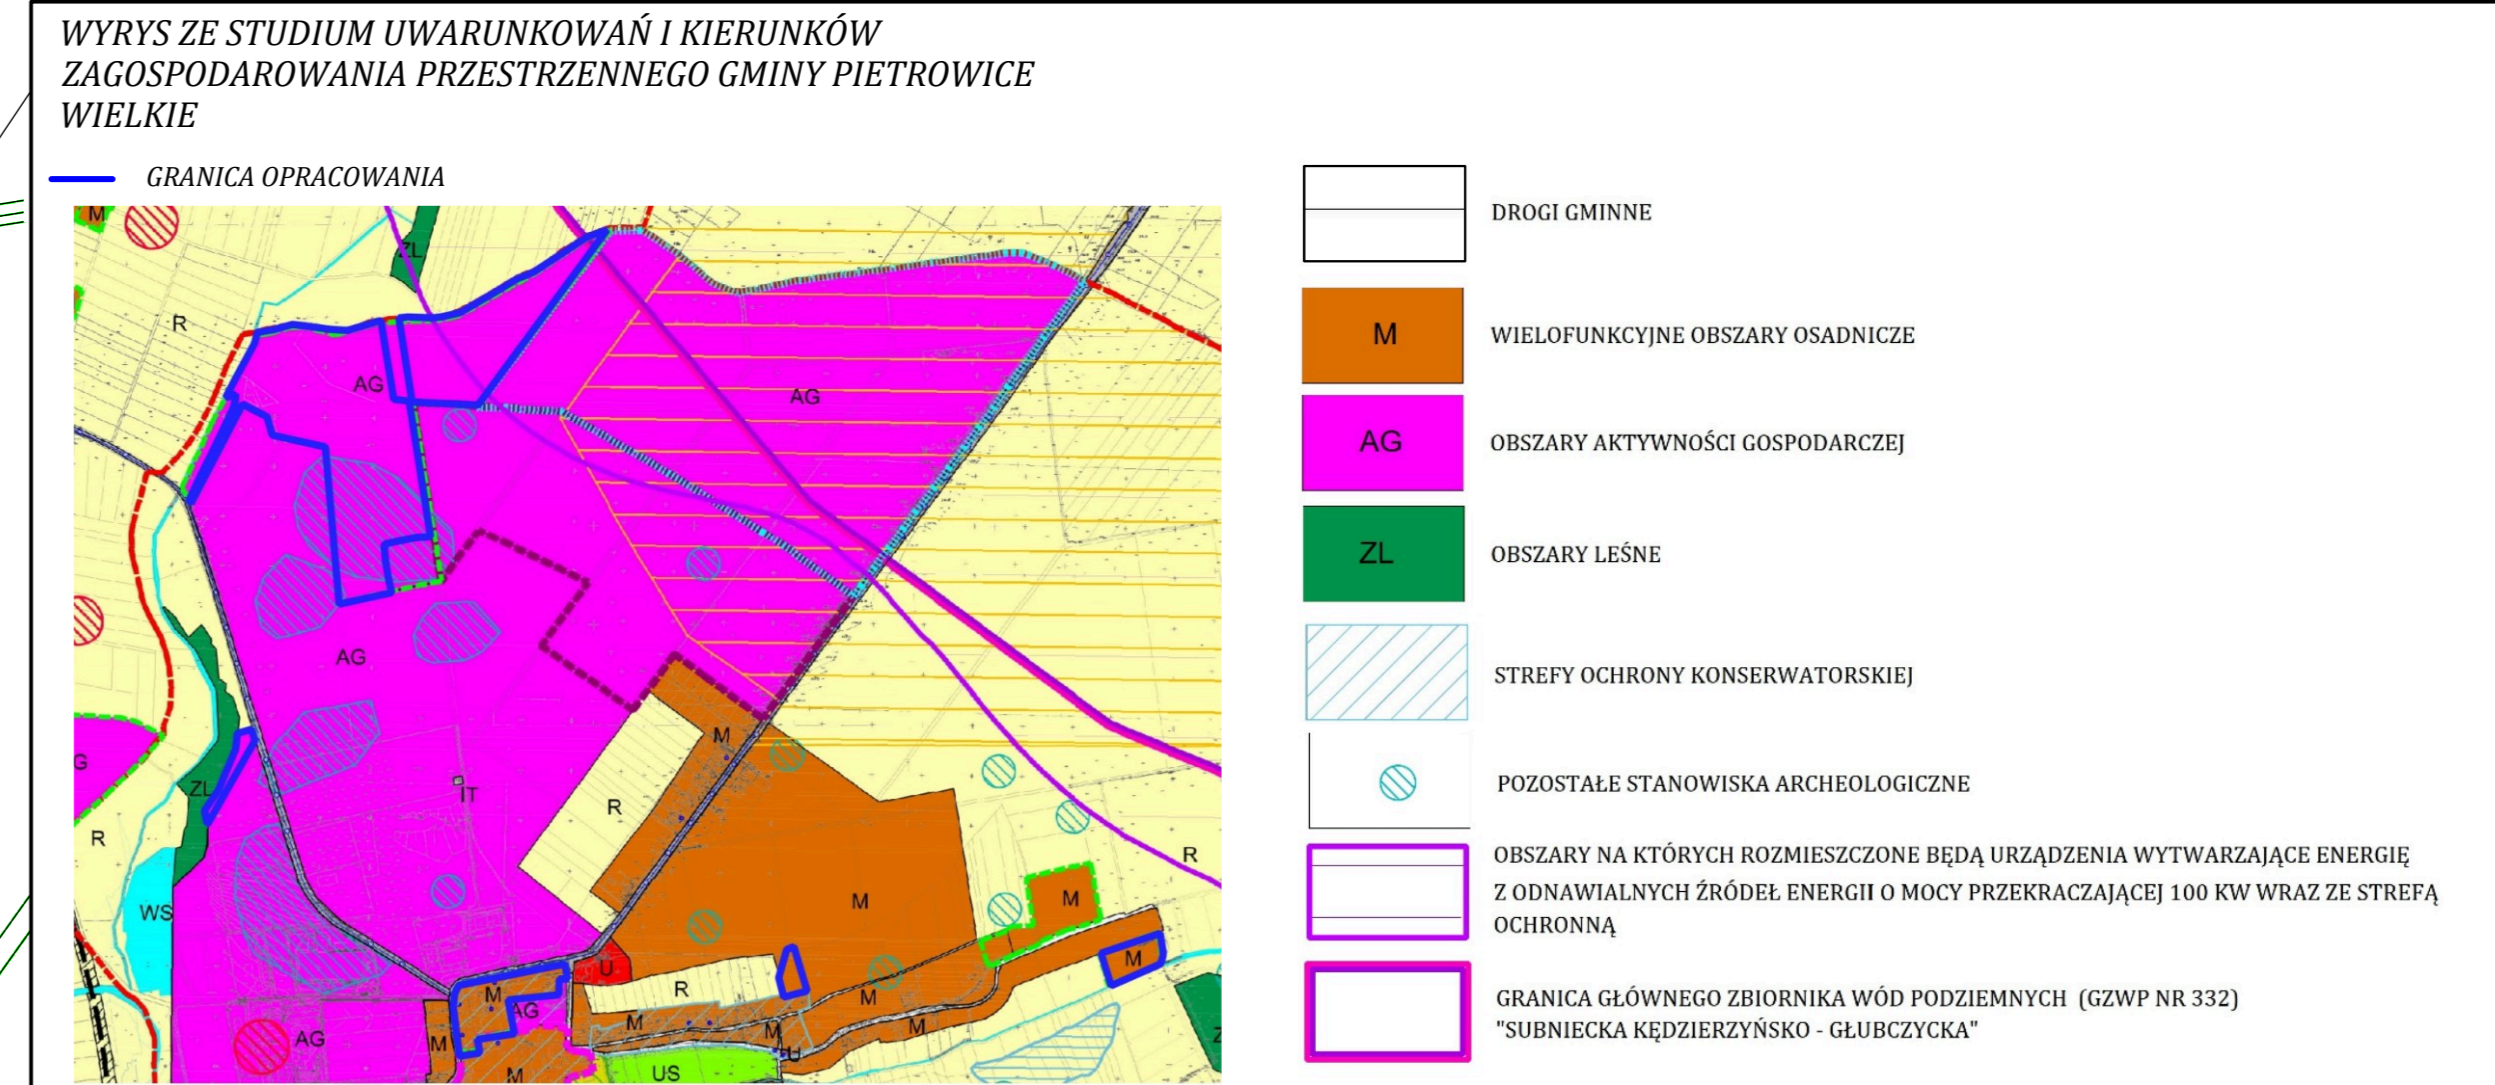 WYRYS ZE STUDIUM UWARUNKOWAŃ I KIERUNKÓW
ZAGOSPODAROWANIA PRZESTRZENNEGO GMINY PIETROWICE
WIELKIE
GRANICA OPRACOWANIA
M
ZL
R
AG
AG
AG
G
ZL
IT
R
M
R
R
WS
M
M
U
M
M
AG
R
M
AG
M
M
M
M
U
M
US
DROGI GMINNE
M
WIELOFUNKCYJNE OBSZARY OSADNICZE
AG
OBSZARY AKTYWNOŚCI GOSPODARCZEJ
ZL
OBSZARY LEŚNE
STREFY OCHRONY KONSERWATORSKIEJ
POZOSTAŁE STANOWISKA ARCHEOLOGICZNE
OBSZARY NA KTÓRYCH ROZMIESZCZONE BĘDĄ URZĄDZENIA WYTWARZAJĄCE ENERGIĘ
Z ODNAWIALNYCH ŹRÓDEŁ ENERGII O MOCY PRZEKRACZAJĄCEJ 100 KW WRAZ ZE STREFĄ
OCHRONNĄ
GRANICA GŁÓWNEGO ZBIORNIKA WÓD PODZIEMNYCH (GZWP NR 332)
"SUBNIECKA KĘDZIERZYŃSKO - GŁUBCZYCKA"